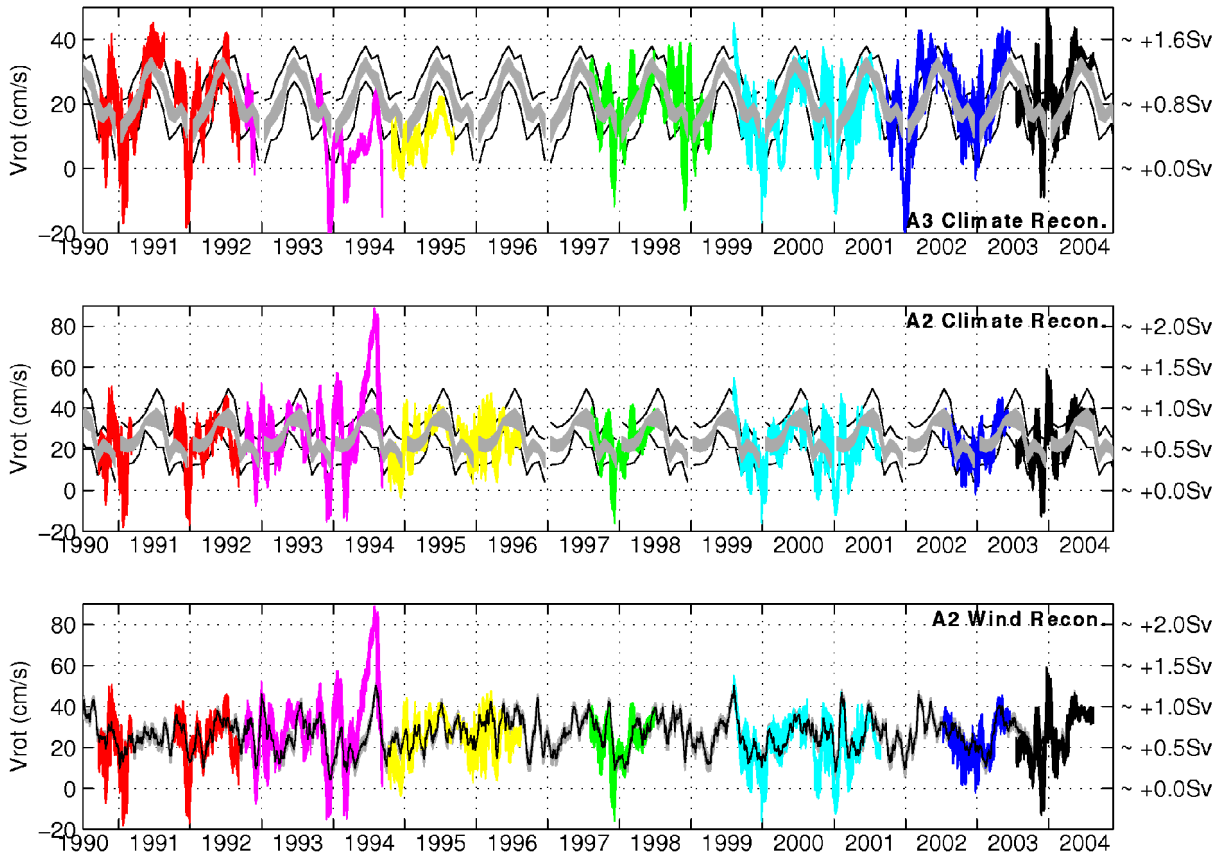 40
20
0
−20
Vrot (cm/s)
~ +1.6Sv
~ +0.8Sv
~ +0.0Sv
A3 Climate Recon.
1990 1991 1992 1993 1994 1995 1996 1997 1998 1999 2000 2001 2002 2003 2004
80
60
40
20
0
−20
Vrot (cm/s)
A2 Climate Recon.
~ +2.0Sv
~ +1.5Sv
~ +1.0Sv
~ +0.5Sv
~ +0.0Sv
1990 1991 1992 1993 1994 1995 1996 1997 1998 1999 2000 2001 2002 2003 2004
80
60
40
20
0
−20
Vrot (cm/s)
A2 Wind Recon.
~ +2.0Sv
~ +1.5Sv
~ +1.0Sv
~ +0.5Sv
~ +0.0Sv
1990 1991 1992 1993 1994 1995 1996 1997 1998 1999 2000 2001 2002 2003 2004